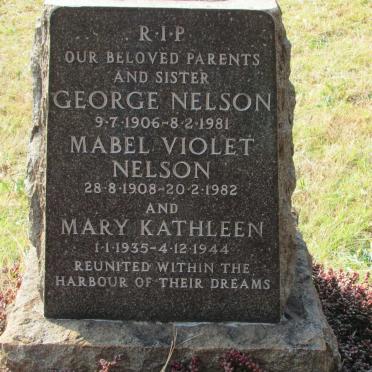 R·I·P
OUR BELOVED PARENTS
AND SISTER
GEORGE NELSON
9·7·1906-8·2·1981
MABEL VIOLET
NELSON
28·8·1908-20·2·1982
AND
MARY KATHLEEN
1·1·1935-4·12·1944
REUNITED WITHIN THE
HARBOUR OF THEIR DREAMS